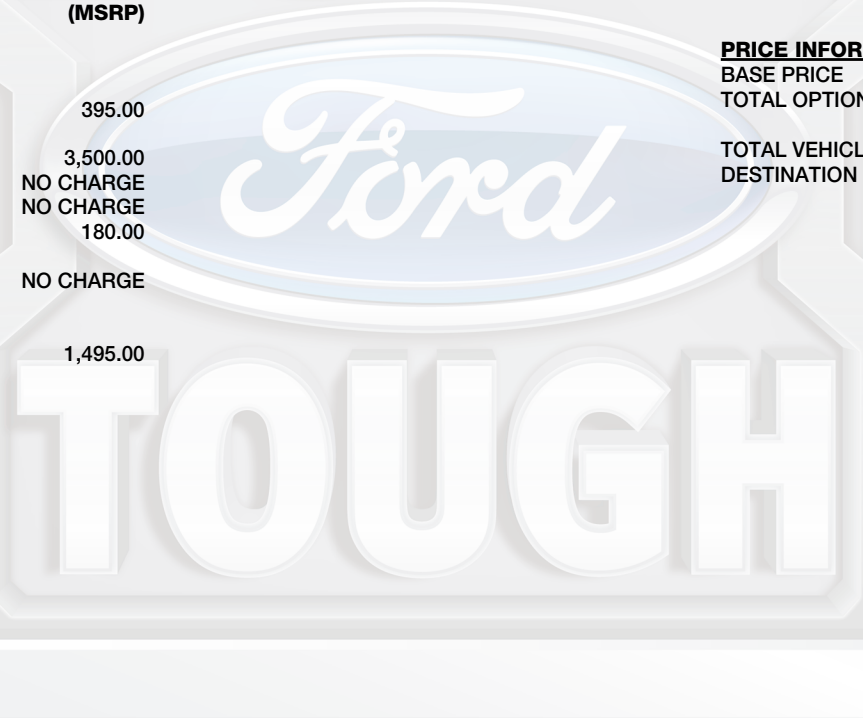 (MSRP)
395.00
3,500.00
NO CHARGE
NO CHARGE
180.00
NO CHARGE
1,495.00
PRICE INFOR
BASE PRICE
TOTAL OPTION
TOTAL VEHICL
DESTINATION
Ford
TOUGH